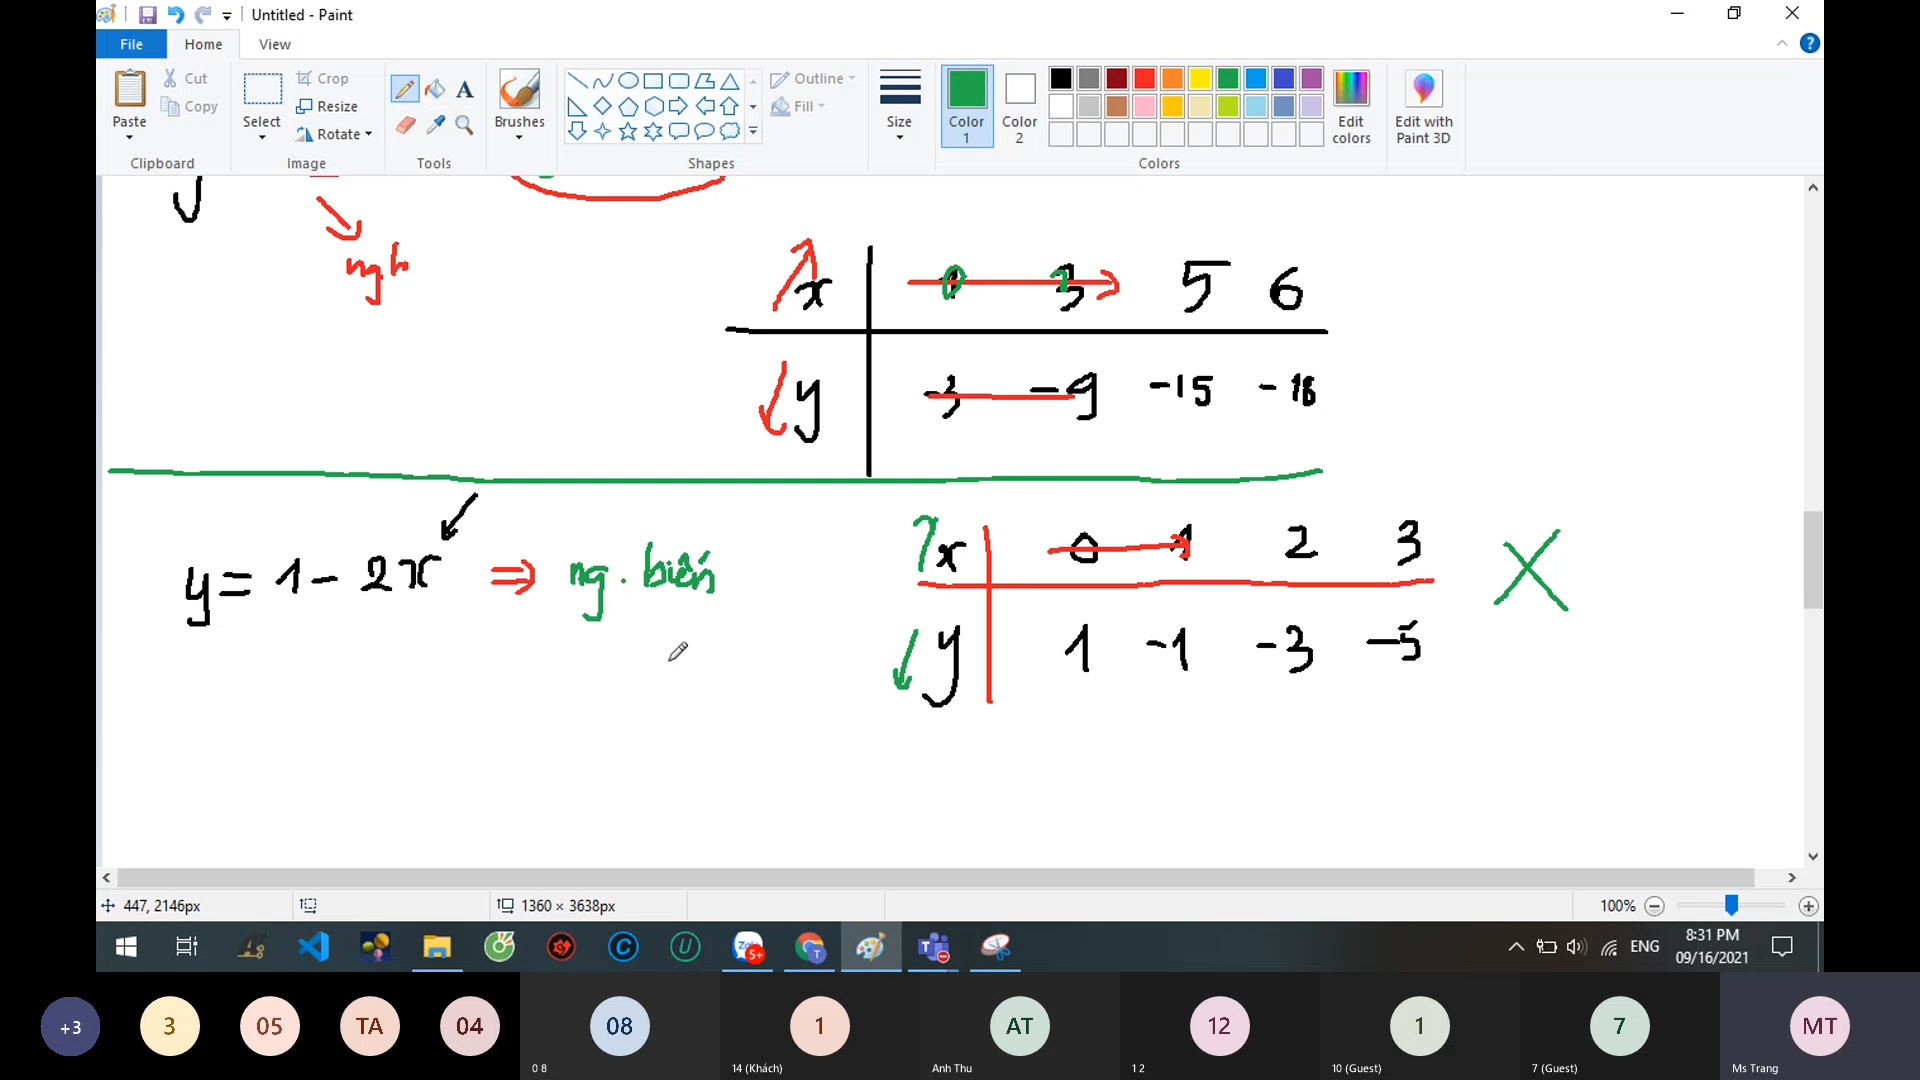 Untitled - Paint
File Home View
Paste
Cut
Copy
Clipboard
Select
Crop
Resize
Rotate
Image
Tools
Brushes
Shapes
Outline
Fill
Size
Color 1
Color 2
Colors
Edit colors
Edit with Paint 3D
y
ngh
x 5 6
y -3 -9 -15 -18
y = 1 - 2x ⇒ ng. biến
x 0 1 2 3
y 1 -1 -3 -5
447, 2146px
1360 × 3638px
100%
ENG
8:31 PM
09/16/2021
5+
+3 3 05 TA 04 08 1 AT 12 1 7 MT
0 8 14 (Khách) Anh Thu 1 2 10 (Guest) 7 (Guest) Ms Trang